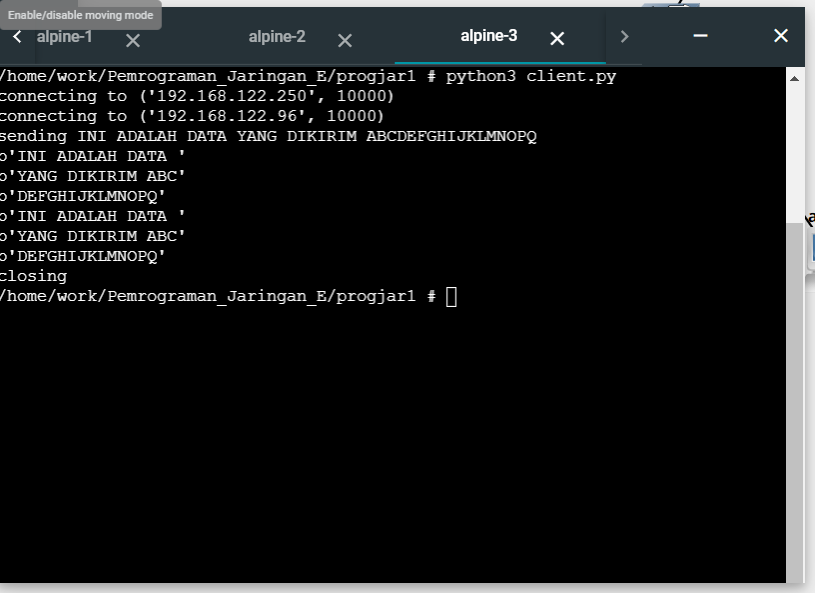 Enable/disable moving mode
alpine-1
alpine-2
alpine-3
/home/work/Pemrograman_Jaringan_E/progjar1 # python3 client.py
connecting to ('192.168.122.250', 10000)
connecting to ('192.168.122.96', 10000)
sending INI ADALAH DATA YANG DIKIRIM ABCDEFGHIJKLMNOPQ
b'INI ADALAH DATA '
b'YANG DIKIRIM ABC'
b'DEFGHIJKLMNOPQ'
b'INI ADALAH DATA '
b'YANG DIKIRIM ABC'
b'DEFGHIJKLMNOPQ'
closing
/home/work/Pemrograman_Jaringan_E/progjar1 #